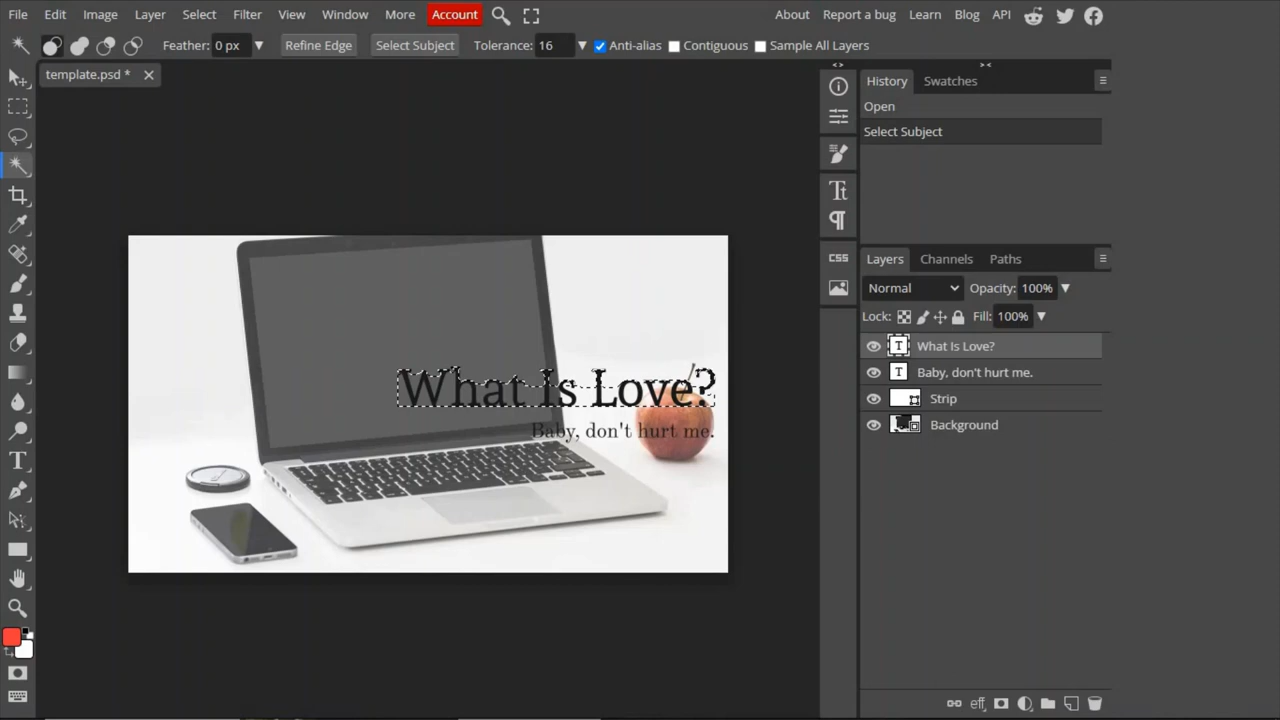 File Edit Image Layer Select Filter View Window More Account About Report a bug Learn Blog API
Feather: 0 px Refine Edge Select Subject Tolerance: 16 Anti-alias Contiguous Sample All Layers
template.psd *
History Swatches
Open
Select Subject
Layers Channels Paths
Normal Opacity: 100%
Lock: Fill: 100%
What Is Love?
Baby, don't hurt me.
Strip
Background
What Is Love?
Baby, don't hurt me.
CSS
eff